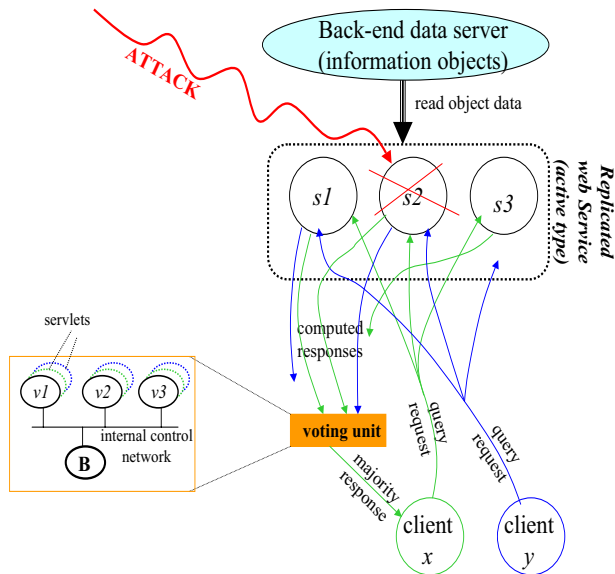 Back-end data server
(information objects)
ATTACK
read object data
s1
s2
s3
Replicated
web Service
(active type)
servlets
computed
responses
v1
v2
v3
internal control
network
B
voting unit
query
request
query
request
majority
response
client
x
client
y